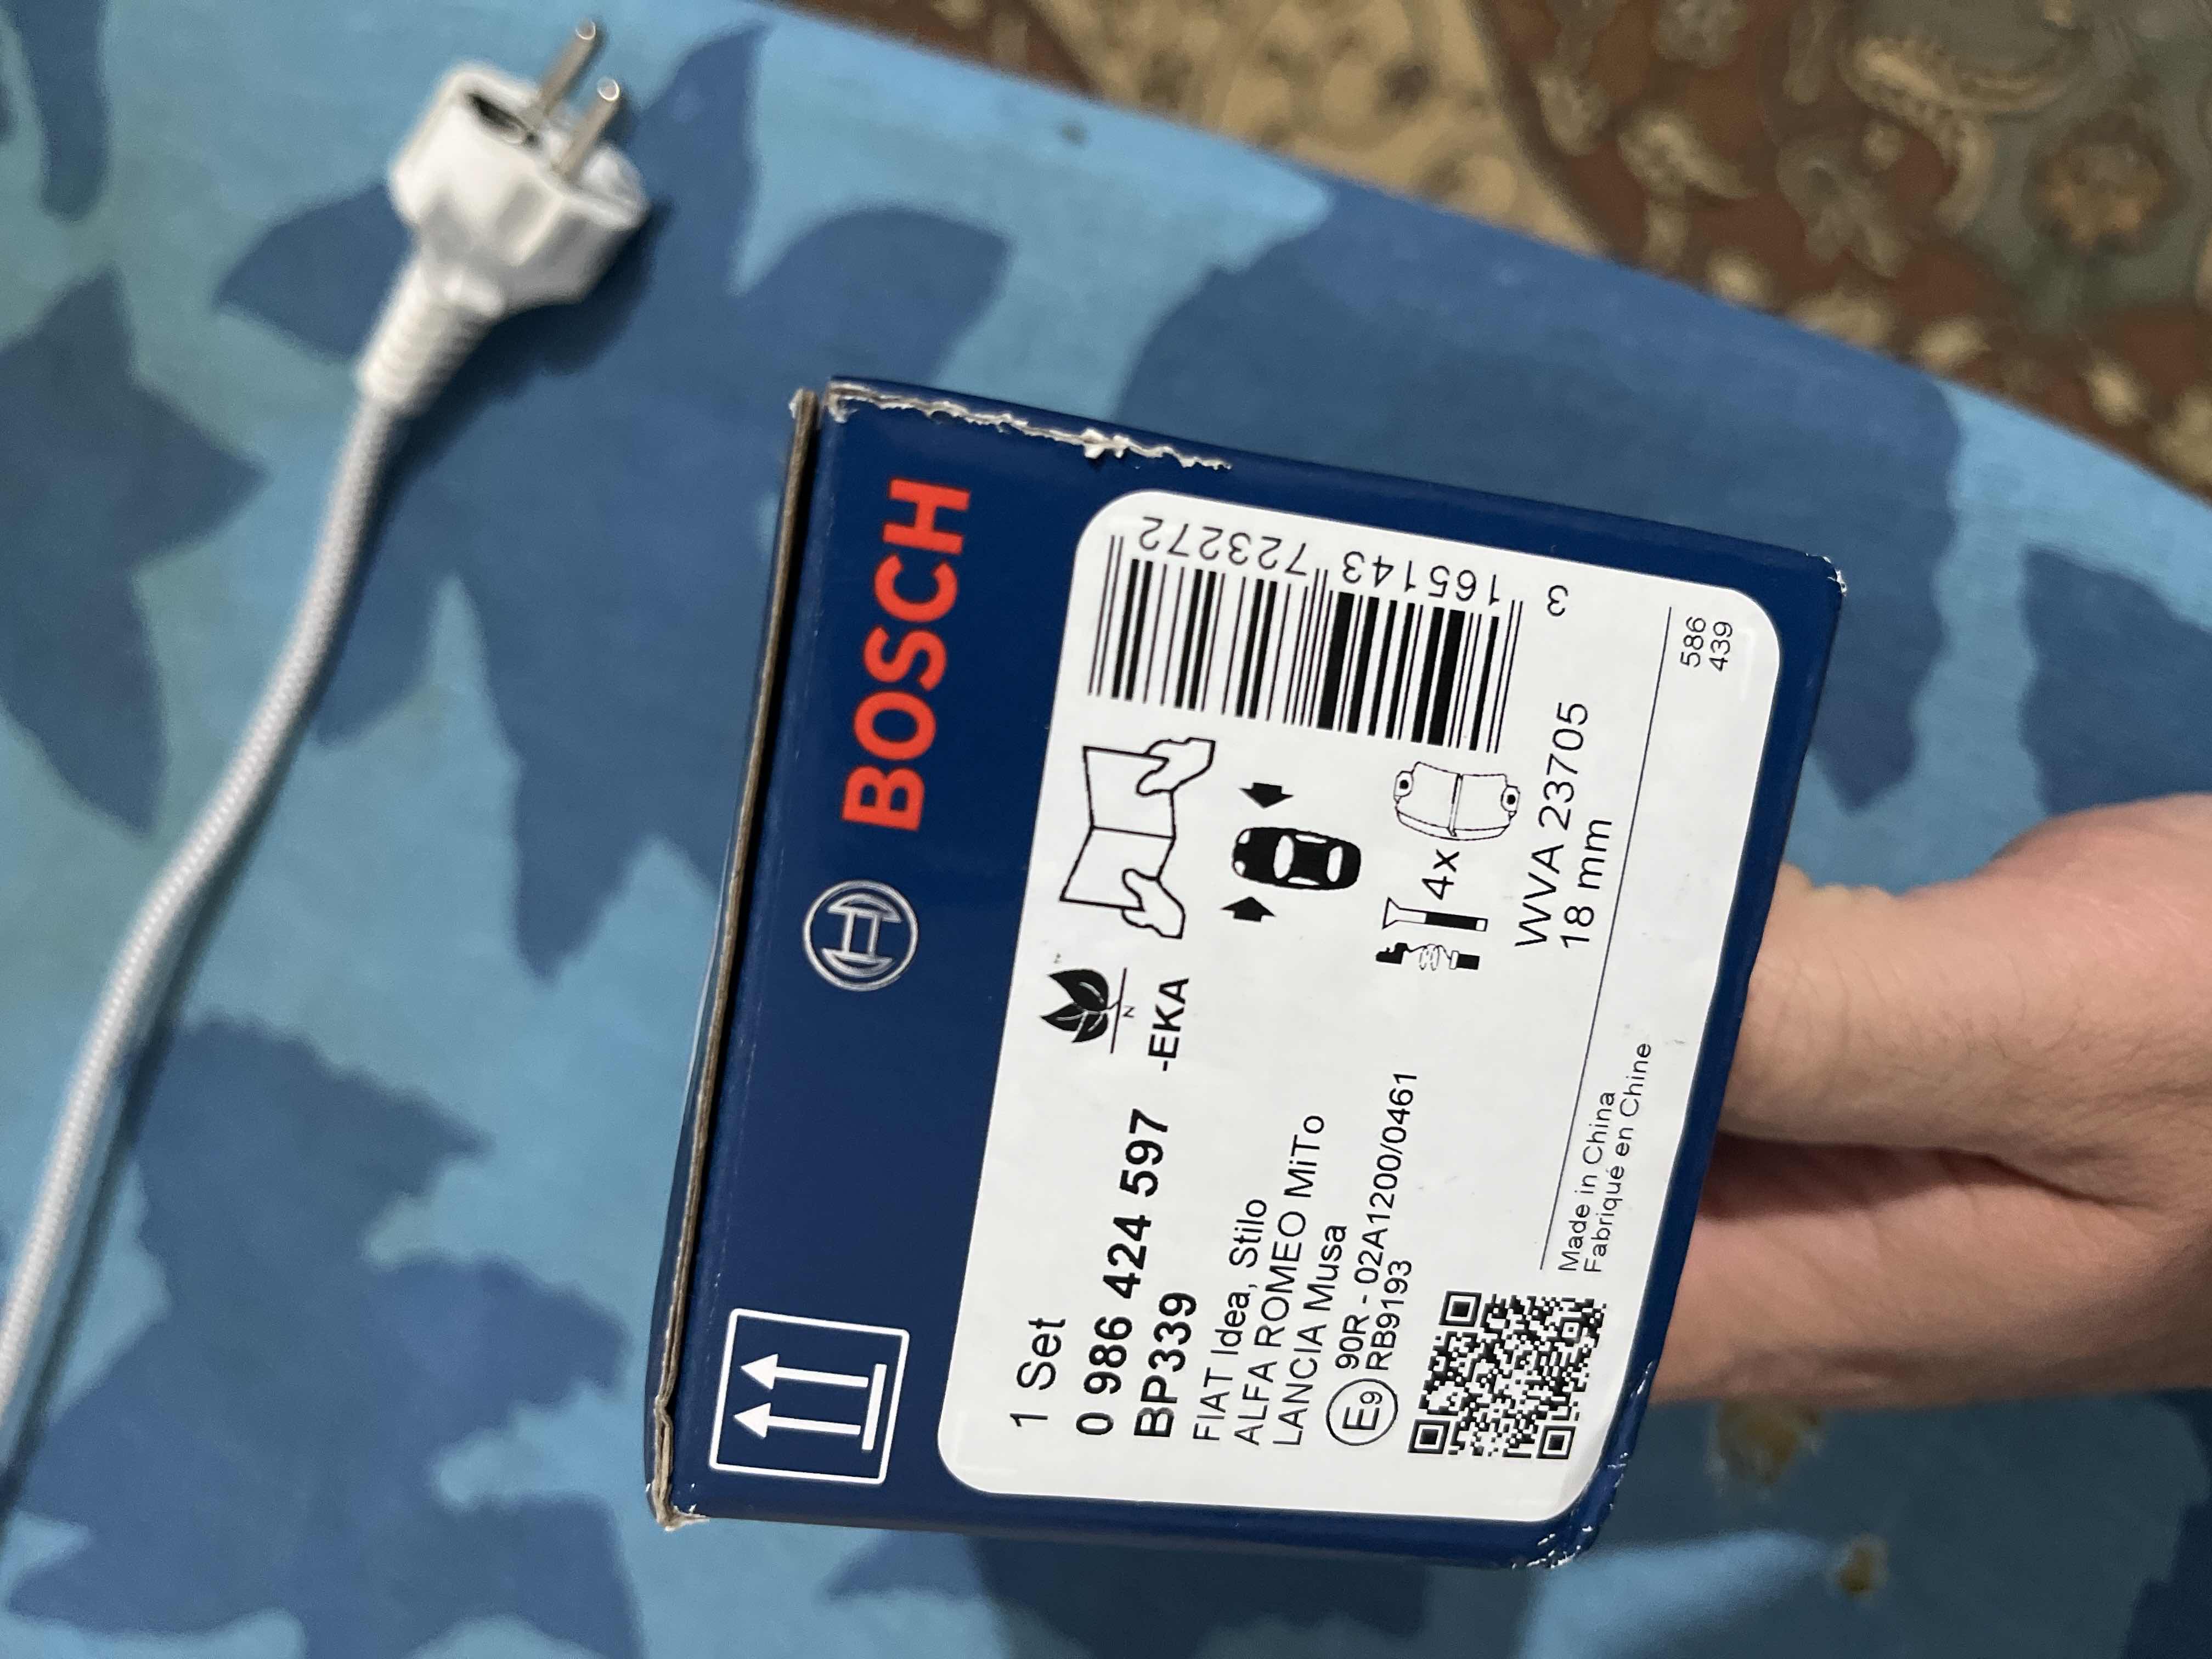 BOSCH
1 Set
0 986 424 597 -EKA
BP339
FIAT Idea, Stilo
ALFA ROMEO MiTo
LANCIA Musa
E9 90R - 02A1200/0461
RB9193
N
4x
WVA 23705
18 mm
3 165143 723272
Made in China
Fabriqué en Chine
586
439